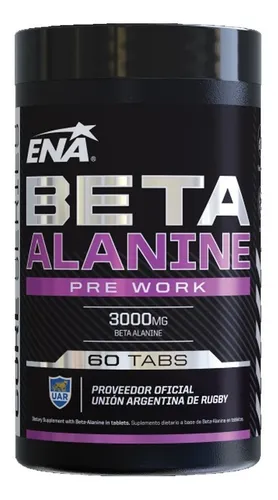 ENA®
BETA
ALANINE
PRE WORK
3000MG
BETA ALANINE
60 TABS
UAR
PROVEEDOR OFICIAL
UNIÓN ARGENTINA DE RUGBY
Dietary Supplement with Beta-Alanine in tablets. Suplemento dietario a base de Beta-Alanina en tabletas.